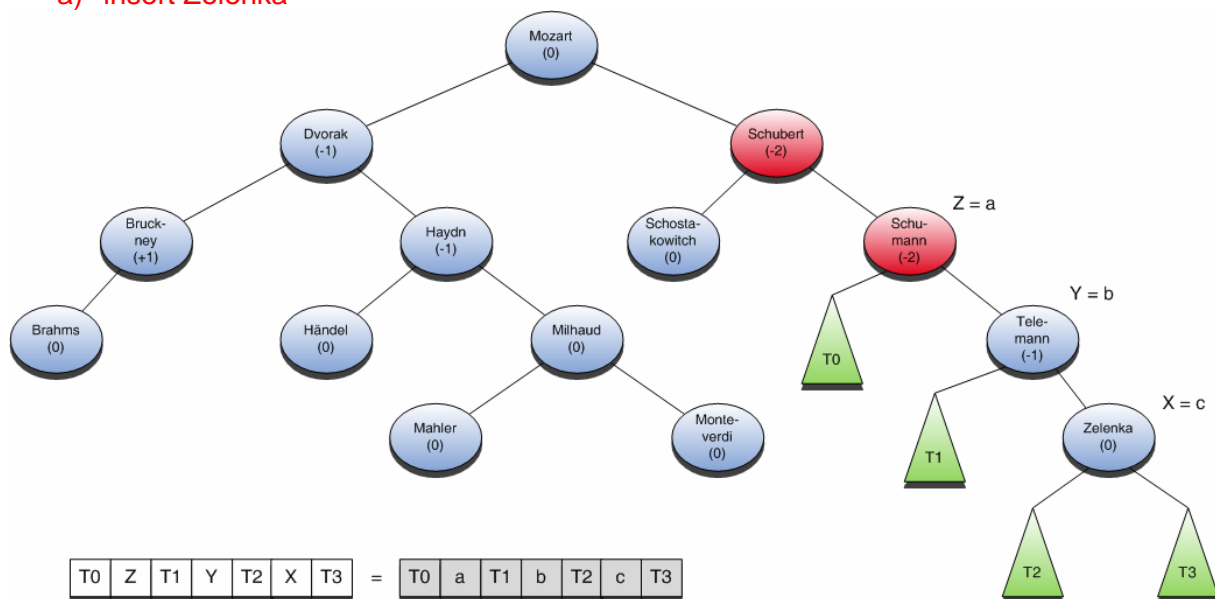 a) Insert Zelenka
Mozart
(0)
Dvorak
(-1)
Schubert
(-2)
Bruck-
ney
(+1)
Haydn
(-1)
Schosta-
kowitch
(0)
Schu-
mann
(-2)
Z = a
Brahms
(0)
Händel
(0)
Milhaud
(0)
T0
Tele-
mann
(-1)
Y = b
Mahler
(0)
Monte-
verdi
(0)
T1
Zelenka
(0)
X = c
T2
T3
T0 Z T1 Y T2 X T3 = T0 a T1 b T2 c T3